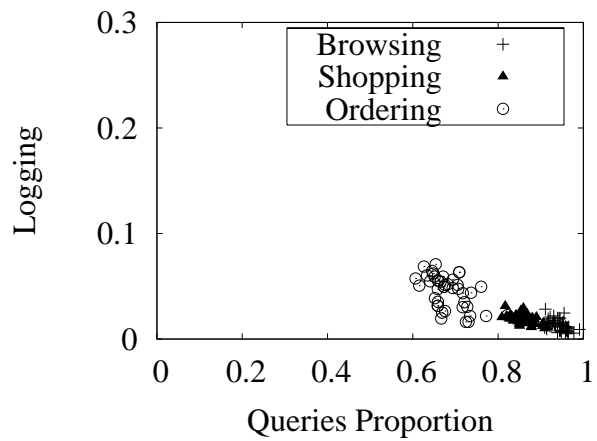 0.3
Browsing
Shopping
Ordering
0.2
Logging
0.1
0
0 0.2 0.4 0.6 0.8 1
Queries Proportion